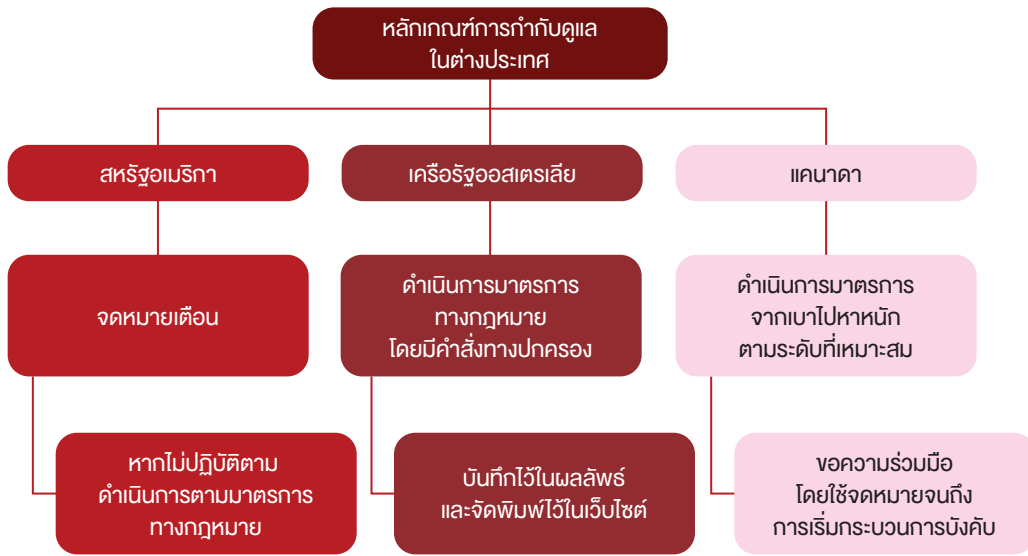 หลักเกณฑ์การกำกับดูแล
ในต่างประเทศ
สหรัฐอเมริกา
เครือรัฐออสเตรเลีย
แคนาดา
จดหมายเตือน
ดำเนินการมาตรการ
ทางกฎหมาย
โดยมีคำสั่งทางปกครอง
ดำเนินการมาตรการ
จากเบาไปหาหนัก
ตามระดับที่เหมาะสม
หากไม่ปฏิบัติตาม
ดำเนินการตามมาตรการ
ทางกฎหมาย
บันทึกไว้ในผลลัพธ์
และจัดพิมพ์ไว้ในเว็บไซต์
ขอความร่วมมือ
โดยใช้จดหมายจนถึง
การเริ่มกระบวนการบังคับ